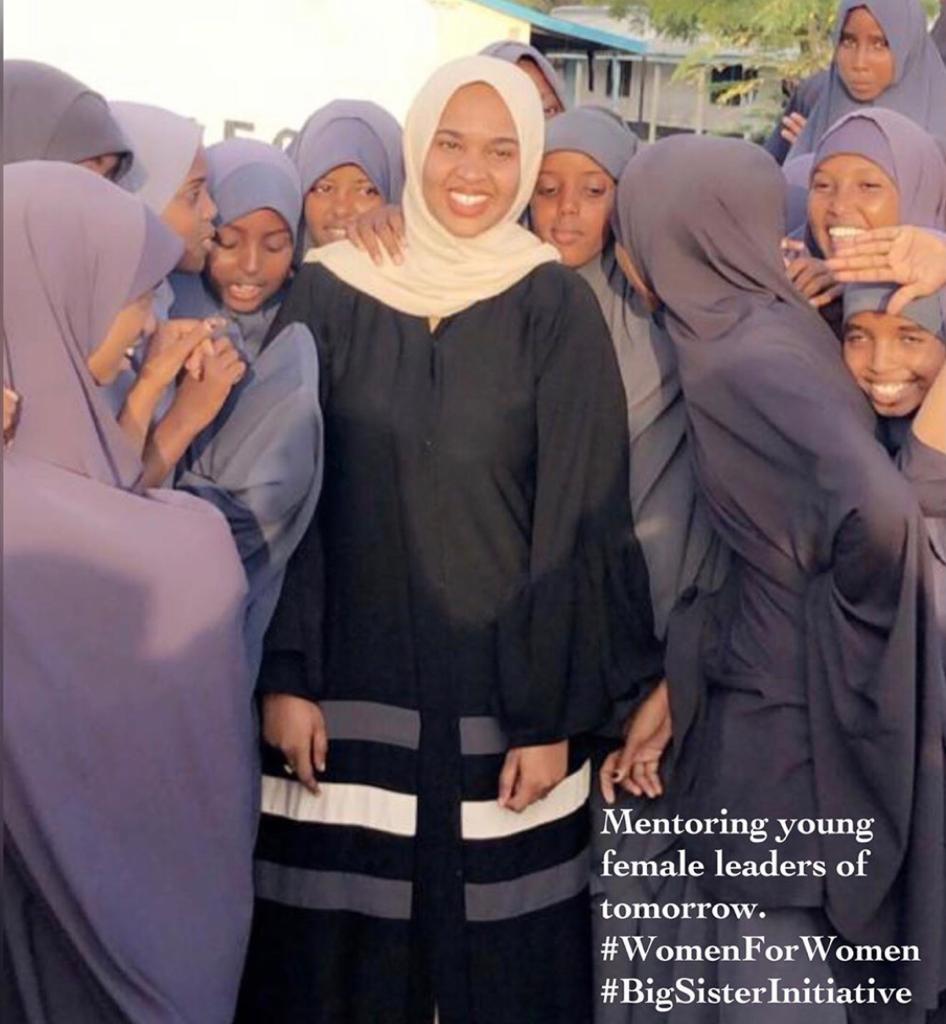 Mentoring young
female leaders of
tomorrow.
#WomenForWomen
#BigSisterInitiative